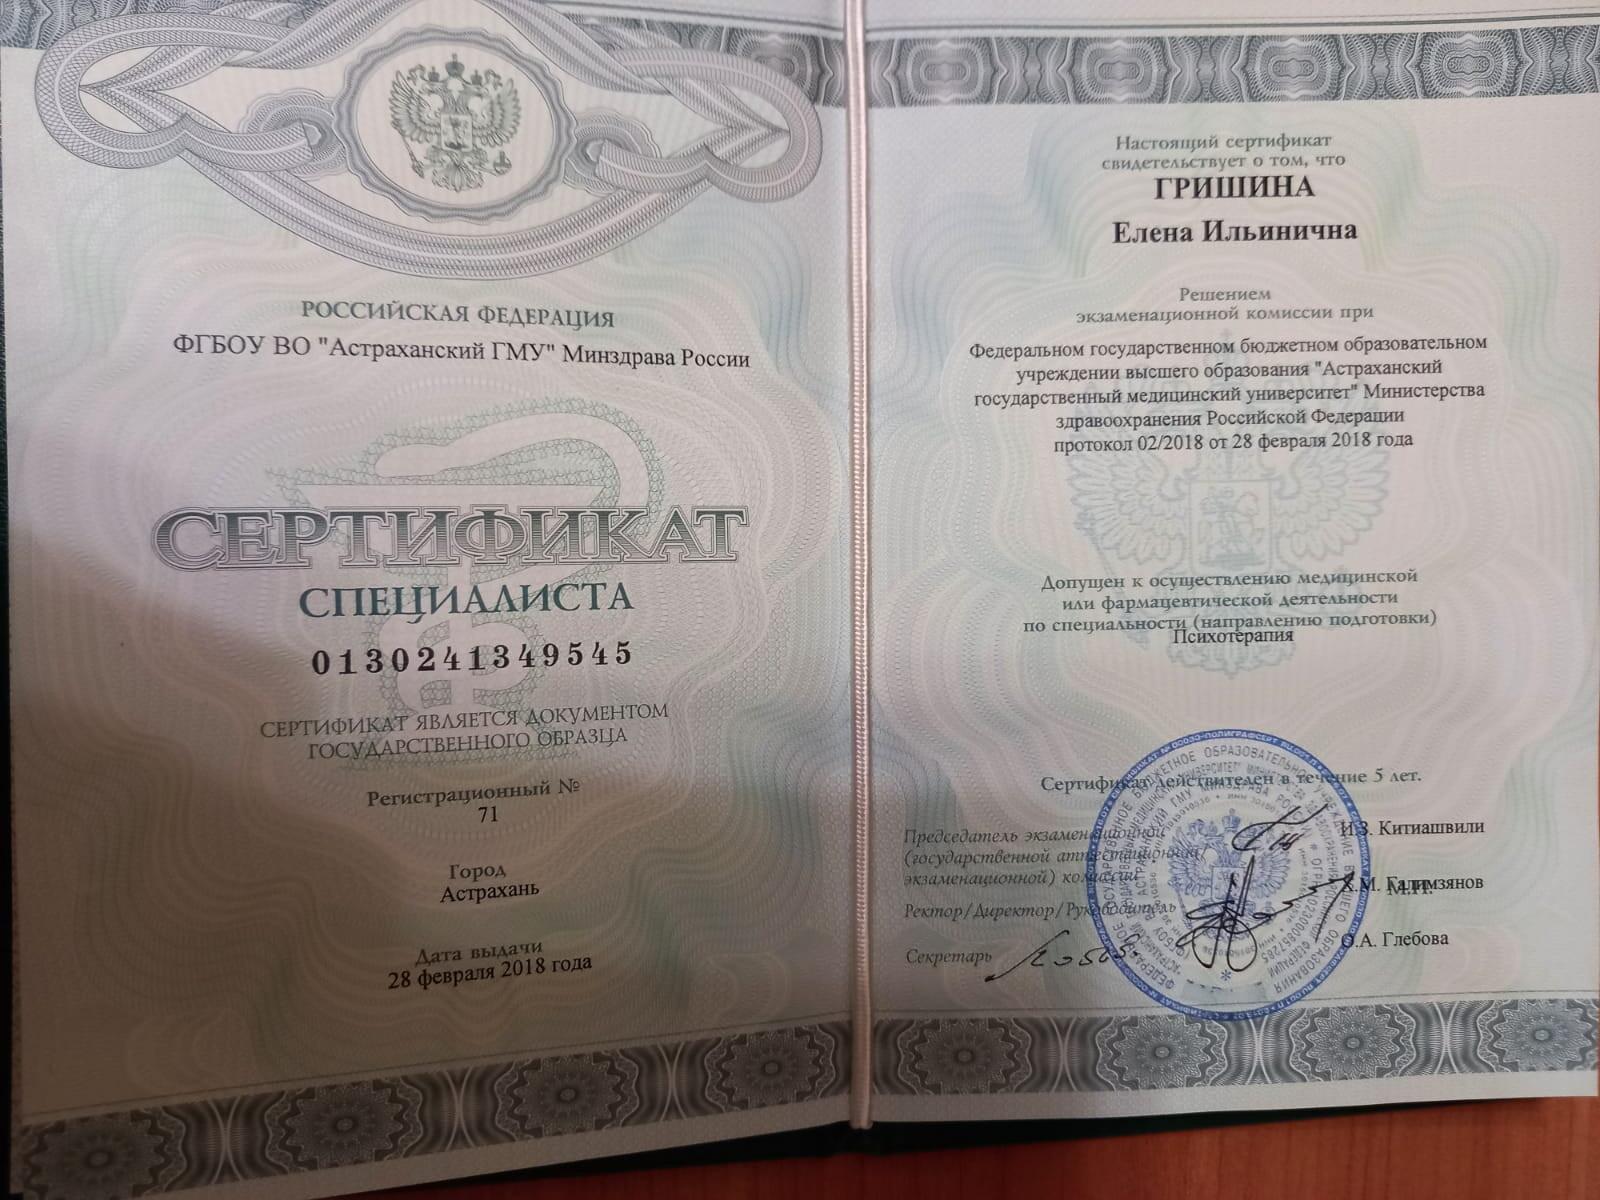 РОССИЙСКАЯ ФЕДЕРАЦИЯ
ФГБОУ ВО "Астраханский ГМУ" Минздрава России
СЕРТИФИКАТ
СПЕЦИАЛИСТА
0130241349545
СЕРТИФИКАТ ЯВЛЯЕТСЯ ДОКУМЕНТОМ
ГОСУДАРСТВЕННОГО ОБРАЗЦА
Регистрационный №
71
Город
Астрахань
Дата выдачи
28 февраля 2018 года
Настоящий сертификат
свидетельствует о том, что
ГРИШИНА
Елена Ильинична
Решением
экзаменационной комиссии при
Федеральном государственном бюджетном образовательном
учреждении высшего образования "Астраханский
государственный медицинский университет" Министерства
здравоохранения Российской Федерации
протокол 02/2018 от 28 февраля 2018 года
Допущен к осуществлению медицинской
или фармацевтической деятельности
по специальности (направлению подготовки)
Психотерапия
Сертификат действителен в течение 5 лет.
Председатель экзаменационной
(государственной аттестационной,
экзаменационной) комиссии
И.З. Китиашвили
Ректор/Директор/Руководитель
Х.М. Галимзянов
М.П.
Секретарь
О.А. Глебова